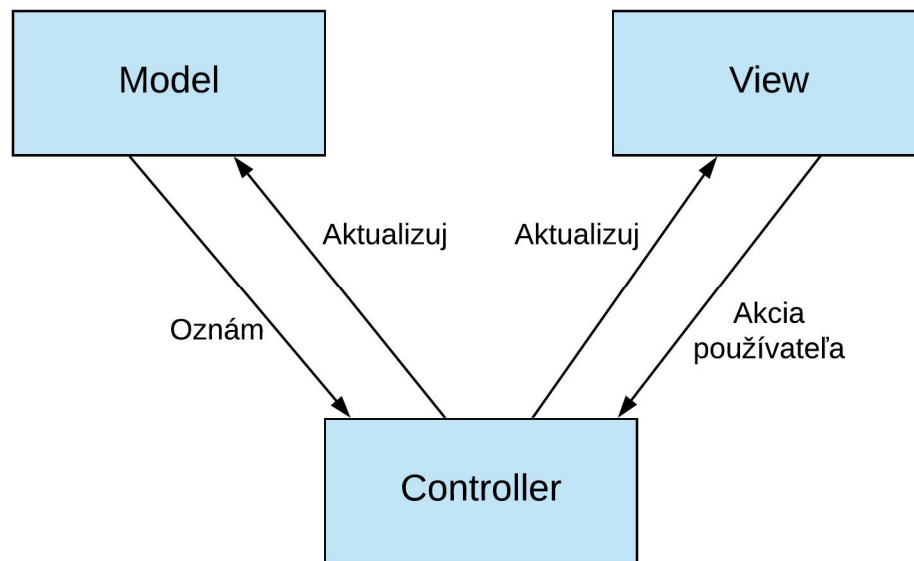 Model
View
Aktualizuj
Aktualizuj
Oznám
Akcia
používateľa
Controller